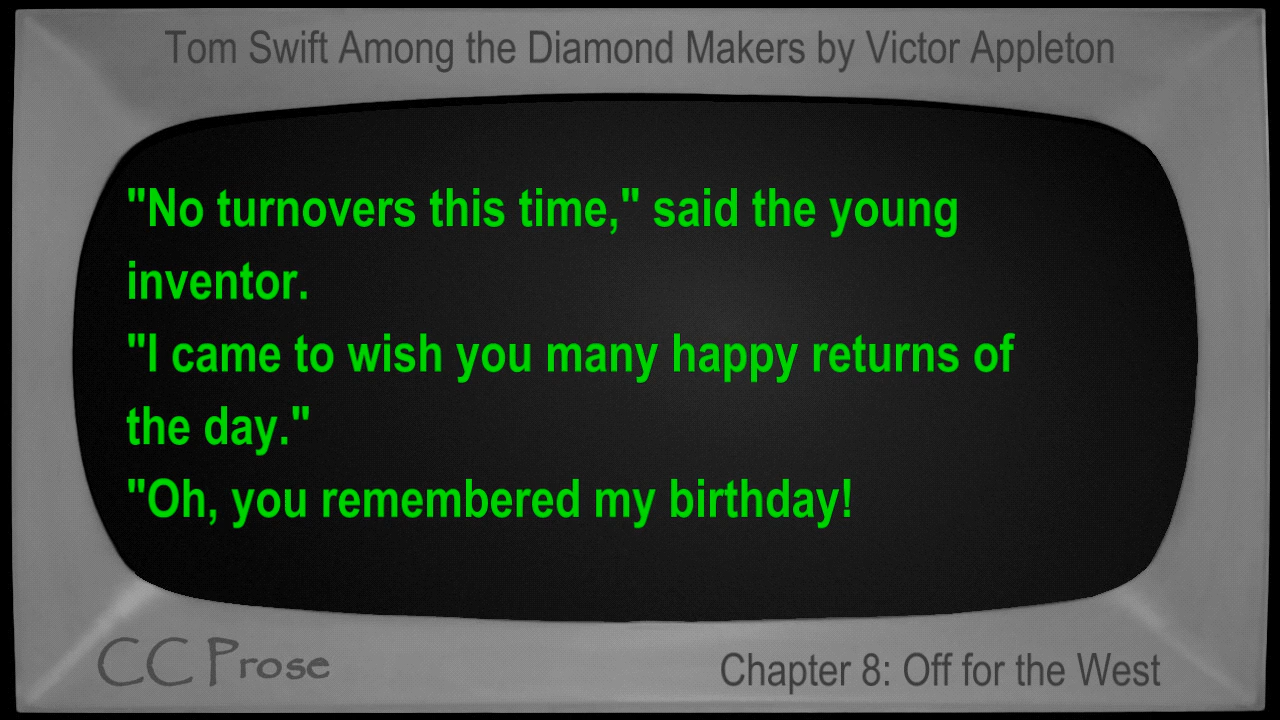 Tom Swift Among the Diamond Makers by Victor Appleton
"No turnovers this time," said the young
inventor.
"I came to wish you many happy returns of
the day."
"Oh, you remembered my birthday!
CC Prose
Chapter 8: Off for the West